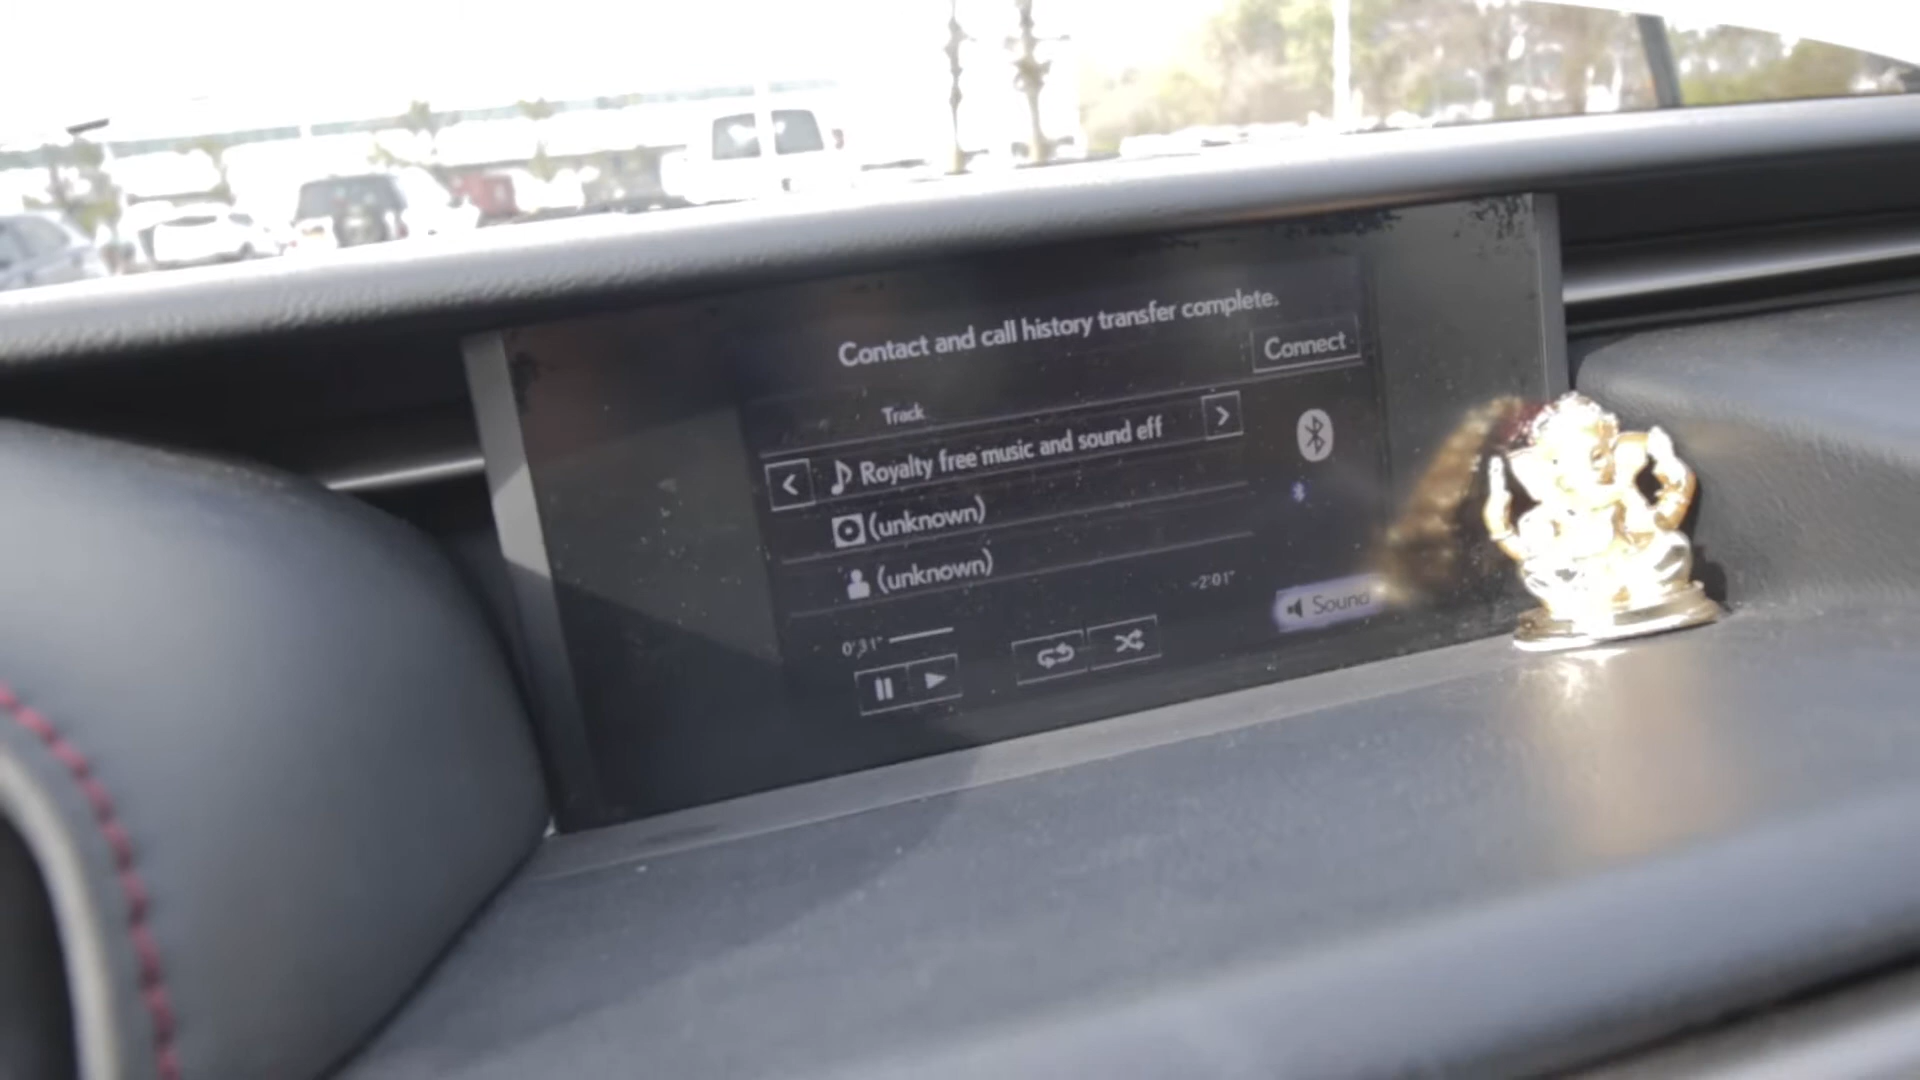 Contact and call history transfer complete.
Connect
Track
Royalty free music and sound eff
(unknown)
(unknown)
-2'01"
Sound
0'31"